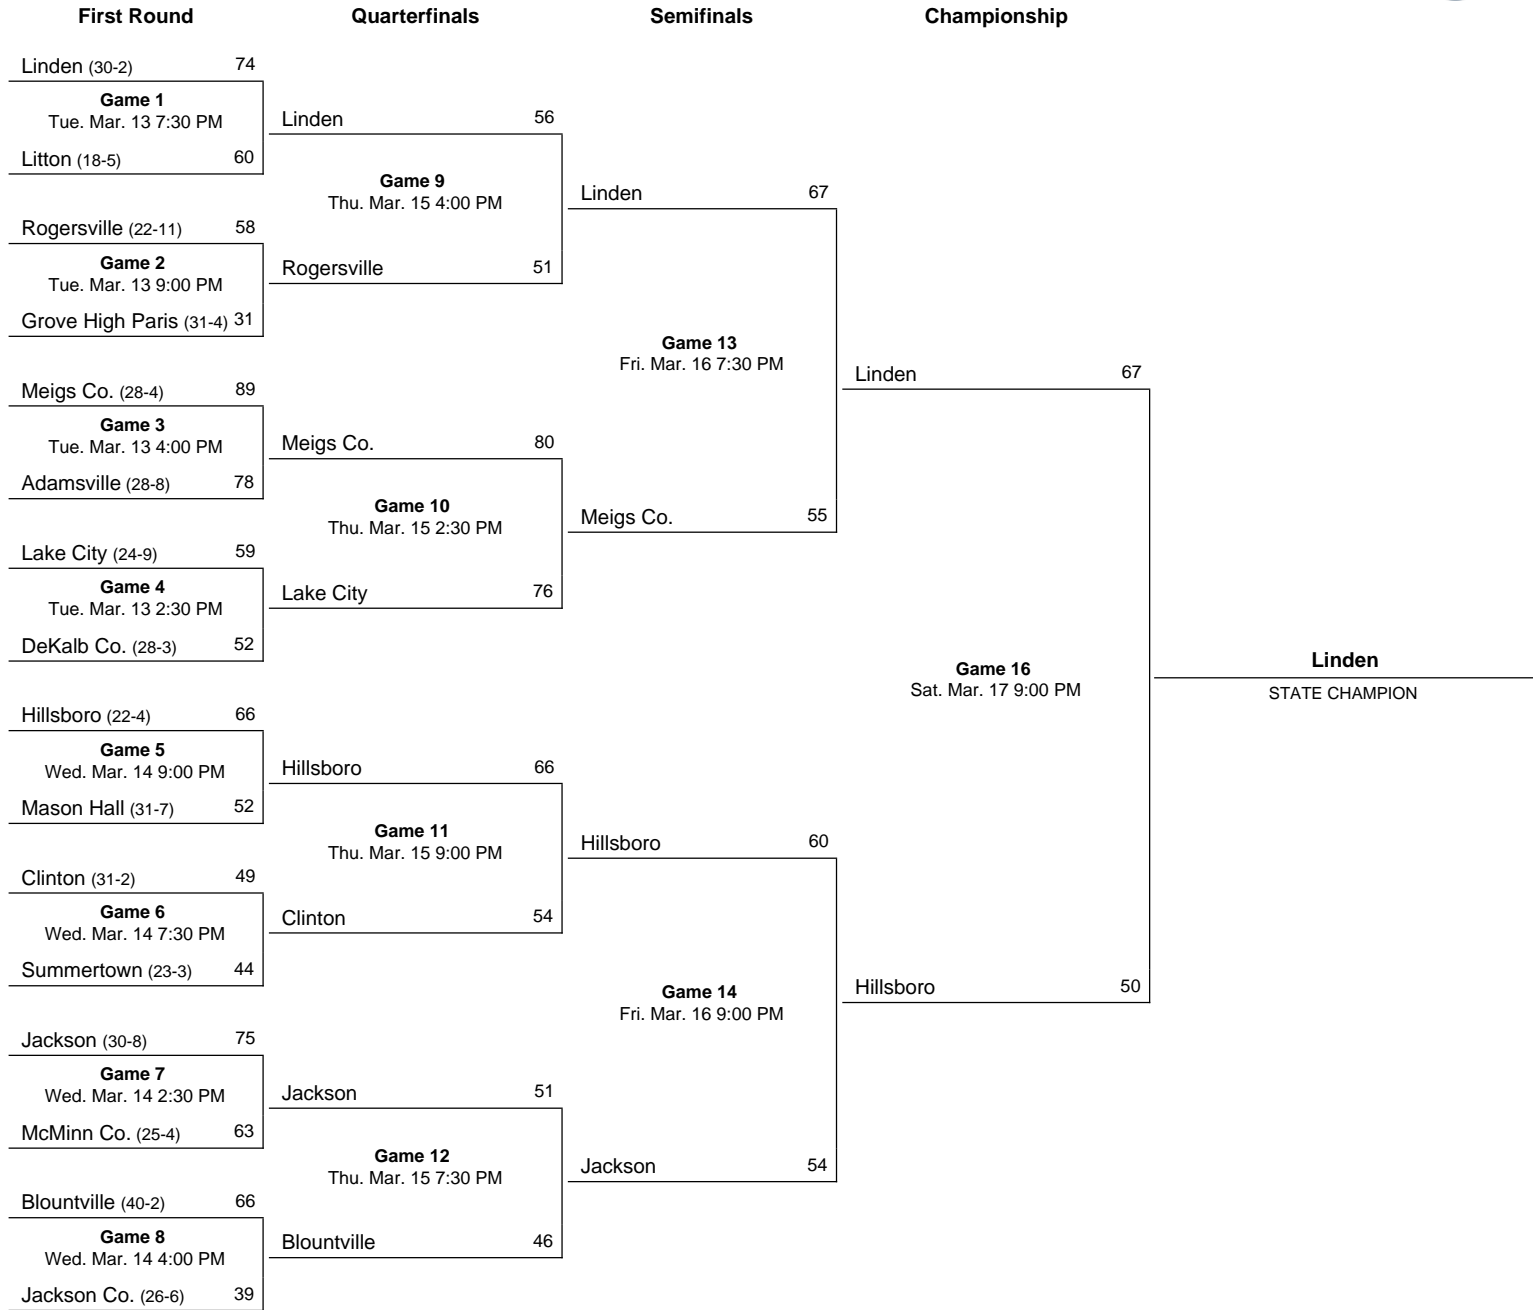 First Round Quarterfinals Semifinals Championship
Linden (30-2) 74
Game 1
Tue. Mar. 13 7:30 PM
Litton (18-5) 60
Rogersville (22-11) 58
Game 2
Tue. Mar. 13 9:00 PM
Grove High Paris (31-4) 31
Meigs Co. (28-4) 89
Game 3
Tue. Mar. 13 4:00 PM
Adamsville (28-8) 78
Lake City (24-9) 59
Game 4
Tue. Mar. 13 2:30 PM
DeKalb Co. (28-3) 52
Hillsboro (22-4) 66
Game 5
Wed. Mar. 14 9:00 PM
Mason Hall (31-7) 52
Clinton (31-2) 49
Game 6
Wed. Mar. 14 7:30 PM
Summertown (23-3) 44
Jackson (30-8) 75
Game 7
Wed. Mar. 14 2:30 PM
McMinn Co. (25-4) 63
Blountville (40-2) 66
Game 8
Wed. Mar. 14 4:00 PM
Jackson Co. (26-6) 39
Linden 56
Game 9
Thu. Mar. 15 4:00 PM
Rogersville 51
Meigs Co. 80
Game 10
Thu. Mar. 15 2:30 PM
Lake City 76
Hillsboro 66
Game 11
Thu. Mar. 15 9:00 PM
Clinton 54
Jackson 51
Game 12
Thu. Mar. 15 7:30 PM
Blountville 46
Linden 67
Game 13
Fri. Mar. 16 7:30 PM
Meigs Co. 55
Hillsboro 60
Game 14
Fri. Mar. 16 9:00 PM
Jackson 54
Linden 67
Game 16
Sat. Mar. 17 9:00 PM
Hillsboro 50
Linden
STATE CHAMPION